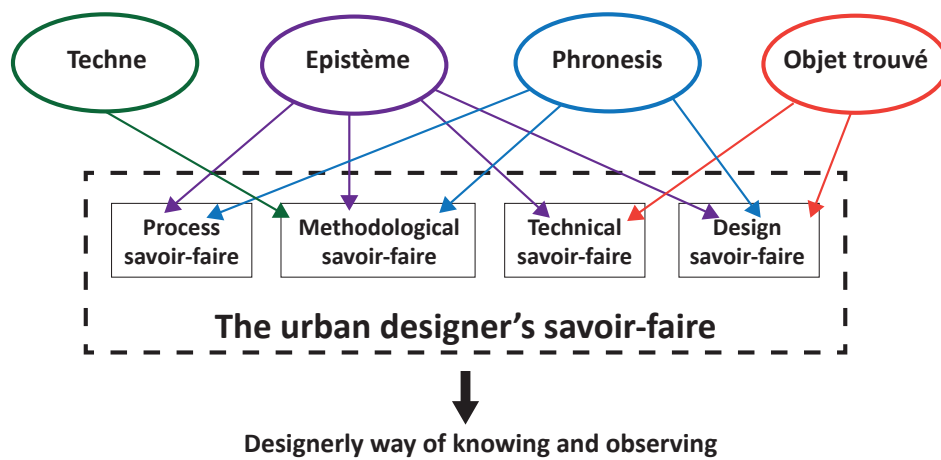 Techne
Epistème
Phronesis
Objet trouvé
Process
savoir-faire
Methodological
savoir-faire
Technical
savoir-faire
Design
savoir-faire
The urban designer’s savoir-faire
Designerly way of knowing and observing